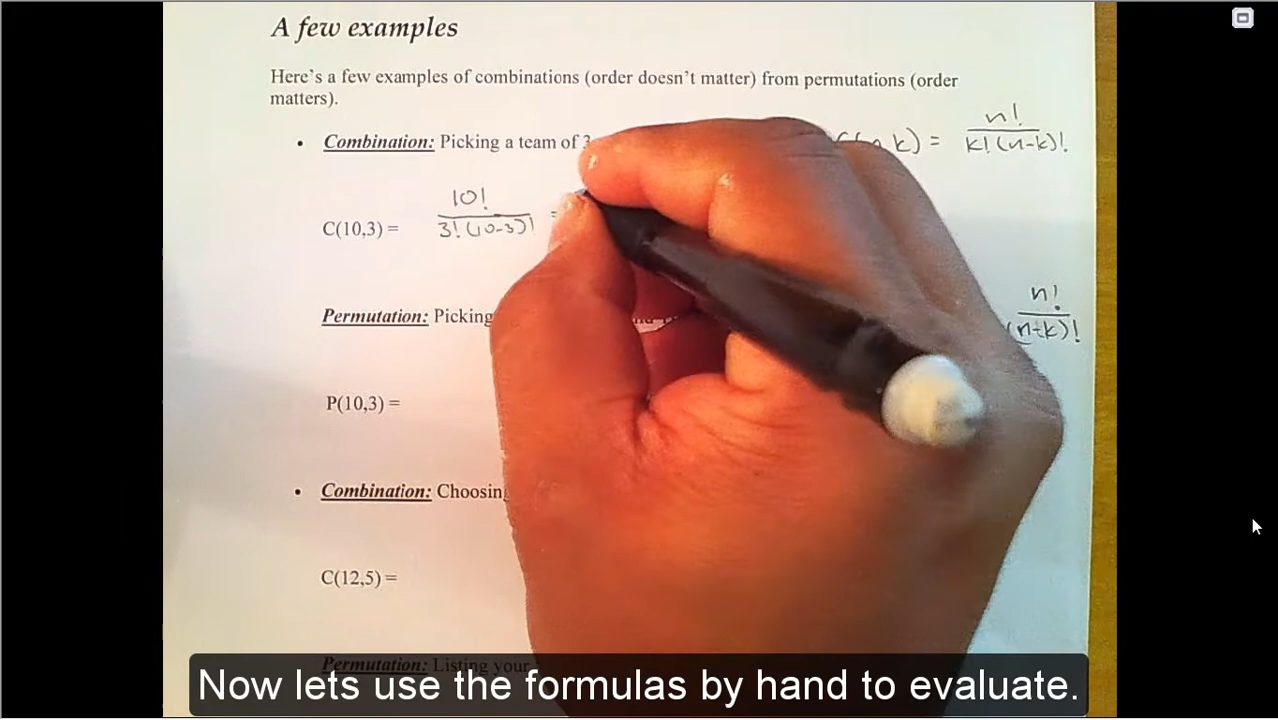 A few examples
Here's a few examples of combinations (order doesn't matter) from permutations (order
matters).
• Combination: Picking a team of 3
k) = n!
k!(n-k)!
C(10,3) = 10!
3!(10-3)! =
n!
(n-k)!
Permutation: Picking
P(10,3) =
• Combination: Choosing
C(12,5) =
Permutation: Listing your
Now lets use the formulas by hand to evaluate.